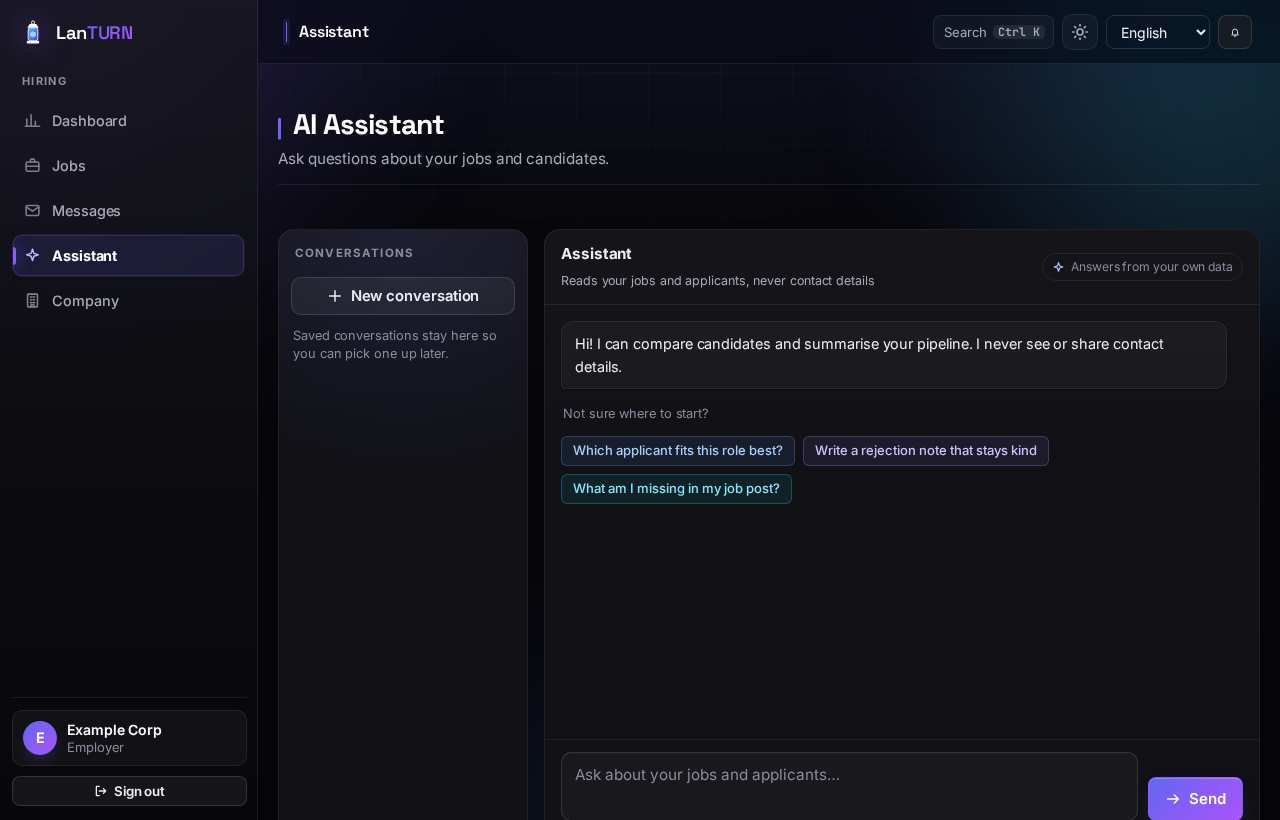 LanTURN
HIRING
Dashboard
Jobs
Messages
Assistant
Company
Example Corp
E
Employer
Sign out
Assistant
Search Ctrl K
English
AI Assistant
Ask questions about your jobs and candidates.
CONVERSATIONS
New conversation
Saved conversations stay here so
you can pick one up later.
Assistant
Reads your jobs and applicants, never contact details
Answers from your own data
Hi! I can compare candidates and summarise your pipeline. I never see or share contact
details.
Not sure where to start?
Which applicant fits this role best?
Write a rejection note that stays kind
What am I missing in my job post?
Ask about your jobs and applicants...
Send